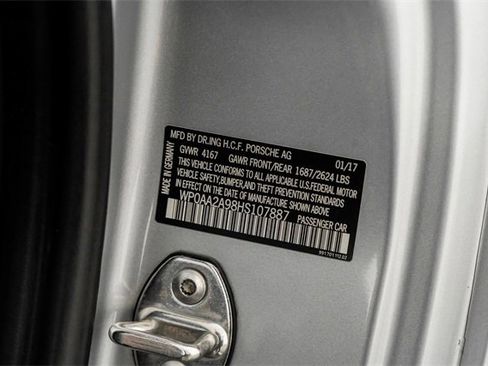 MADE IN GERMANY
MFD BY DR.ING H.C.F. PORSCHE AG 01/17
GVWR 4167 GAWR FRONT/REAR 1687/2624 LBS
THIS VEHICLE CONFORMS TO ALL APPLICABLE U.S.FEDERAL MOTOR
VEHICLE SAFETY,BUMPER,AND THEFT PREVENTION STANDARDS IN
EFFECT ON THE DATE OF MANUFACTURE SHOWN ABOVE
WP0AA2A98HS107887 PASSENGER CAR